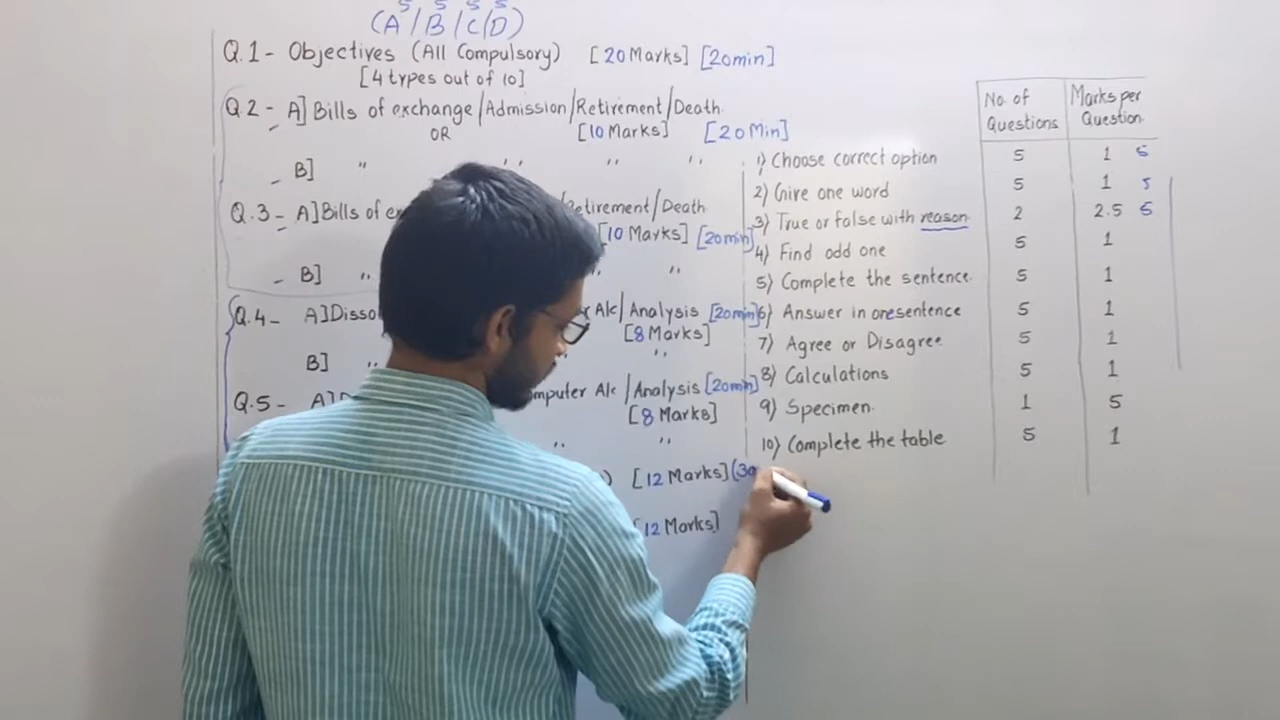 5 5 5 5
(A/B/C/D)
Q.1- Objectives (All Compulsory) [20 Marks] [20min]
[4 types out of 10]
Q.2- A] Bills of exchange/Admission/Retirement/Death
OR [10 Marks] [20 Min]
B] " " " "
Q.3- A] Bills of Retirement/Death
[10 Marks] [20min]
B] " " "
Q.4- A] A/c/ Analysis [20min]
[8 Marks]
B] " "
Q.5- A] Computer A/c / Analysis [20min]
[8 Marks]
" "
) [12 Marks] (30
[12 Marks]
No. of Questions Marks per Question
1) Choose correct option 5 1 5
2) Give one word 5 1 5
3) True or false with reason 2 2.5 5
4) Find odd one 5 1
5) Complete the sentence. 5 1
6) Answer in one sentence 5 1
7) Agree or Disagree 5 1
8) Calculations 5 1
9) Specimen. 1 5
10) Complete the table 5 1